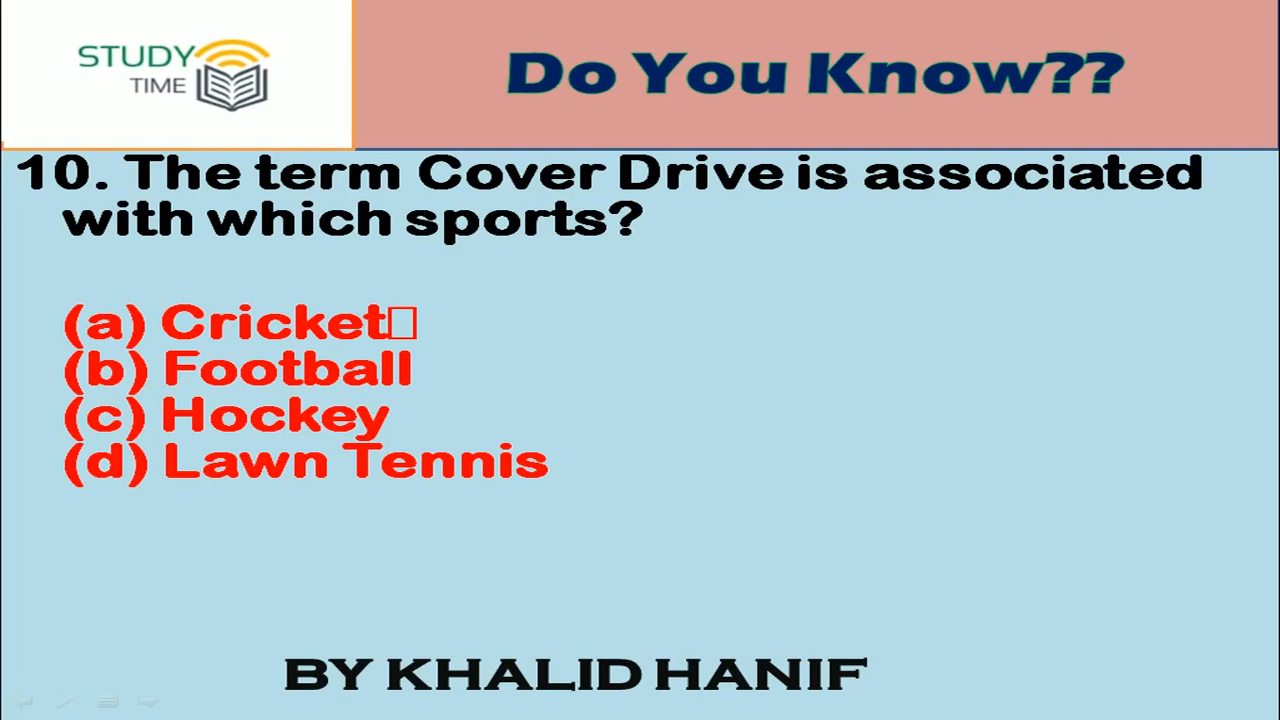 STUDY
TIME
Do You Know??
10. The term Cover Drive is associated
with which sports?
(a) Cricket
(b) Football
(c) Hockey
(d) Lawn Tennis
BY KHALID HANIF